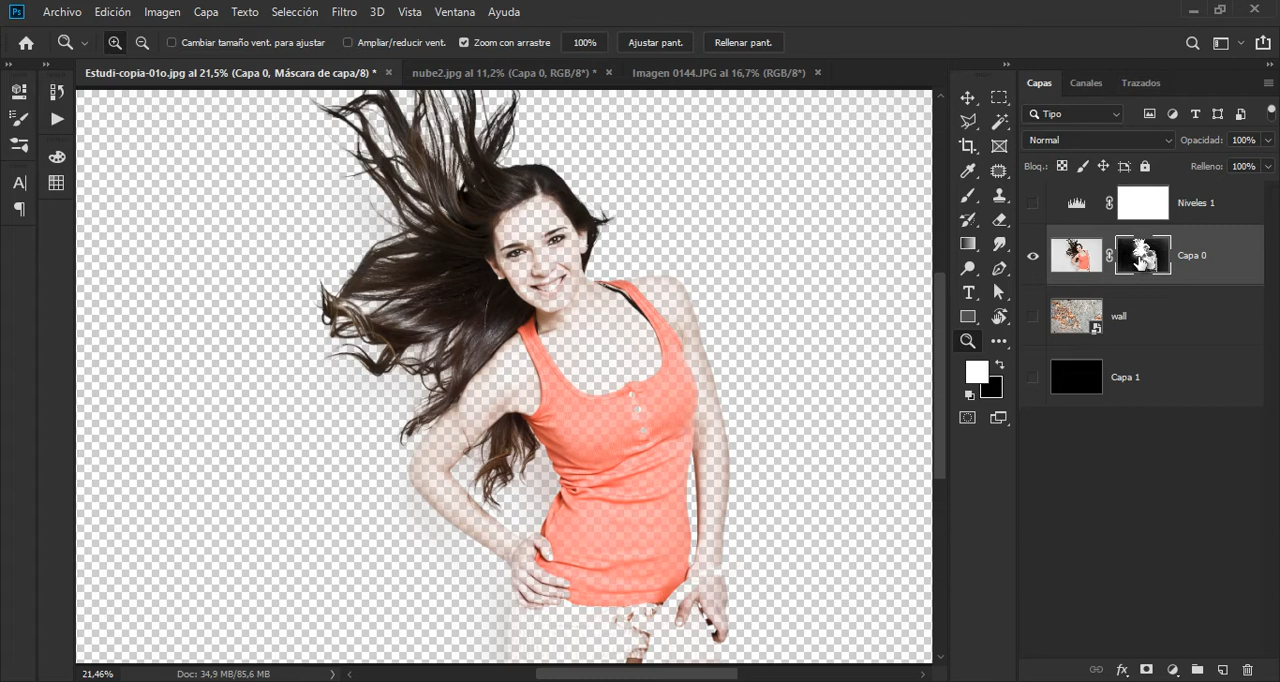 Ps Archivo Edición Imagen Capa Texto Selección Filtro 3D Vista Ventana Ayuda
Cambiar tamaño vent. para ajustar Ampliar/reducir vent. Zoom con arrastre 100% Ajustar pant. Rellenar pant.
Estudi-copia-01o.jpg al 21,5% (Capa 0, Máscara de capa/8) * × nube2.jpg al 11,2% (Capa 0, RGB/8*) * × Imagen 0144.JPG al 16,7% (RGB/8*) ×
Capas Canales Trazados
Tipo
Normal Opacidad: 100%
Bloq.: Relleno: 100%
Niveles 1
Capa 0
wall
Capa 1
21,46% Doc: 34,9 MB/85,6 MB